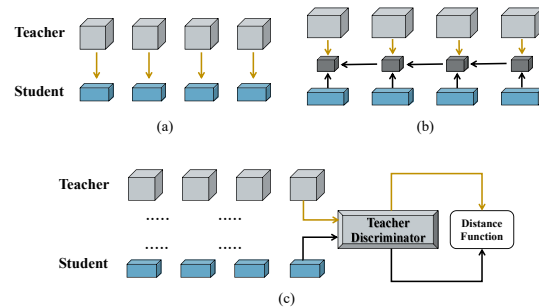 Teacher
Student
(a)
(b)
Teacher
.....
.....
Teacher
Discriminator
Distance
Function
.....
.....
Student
(c)